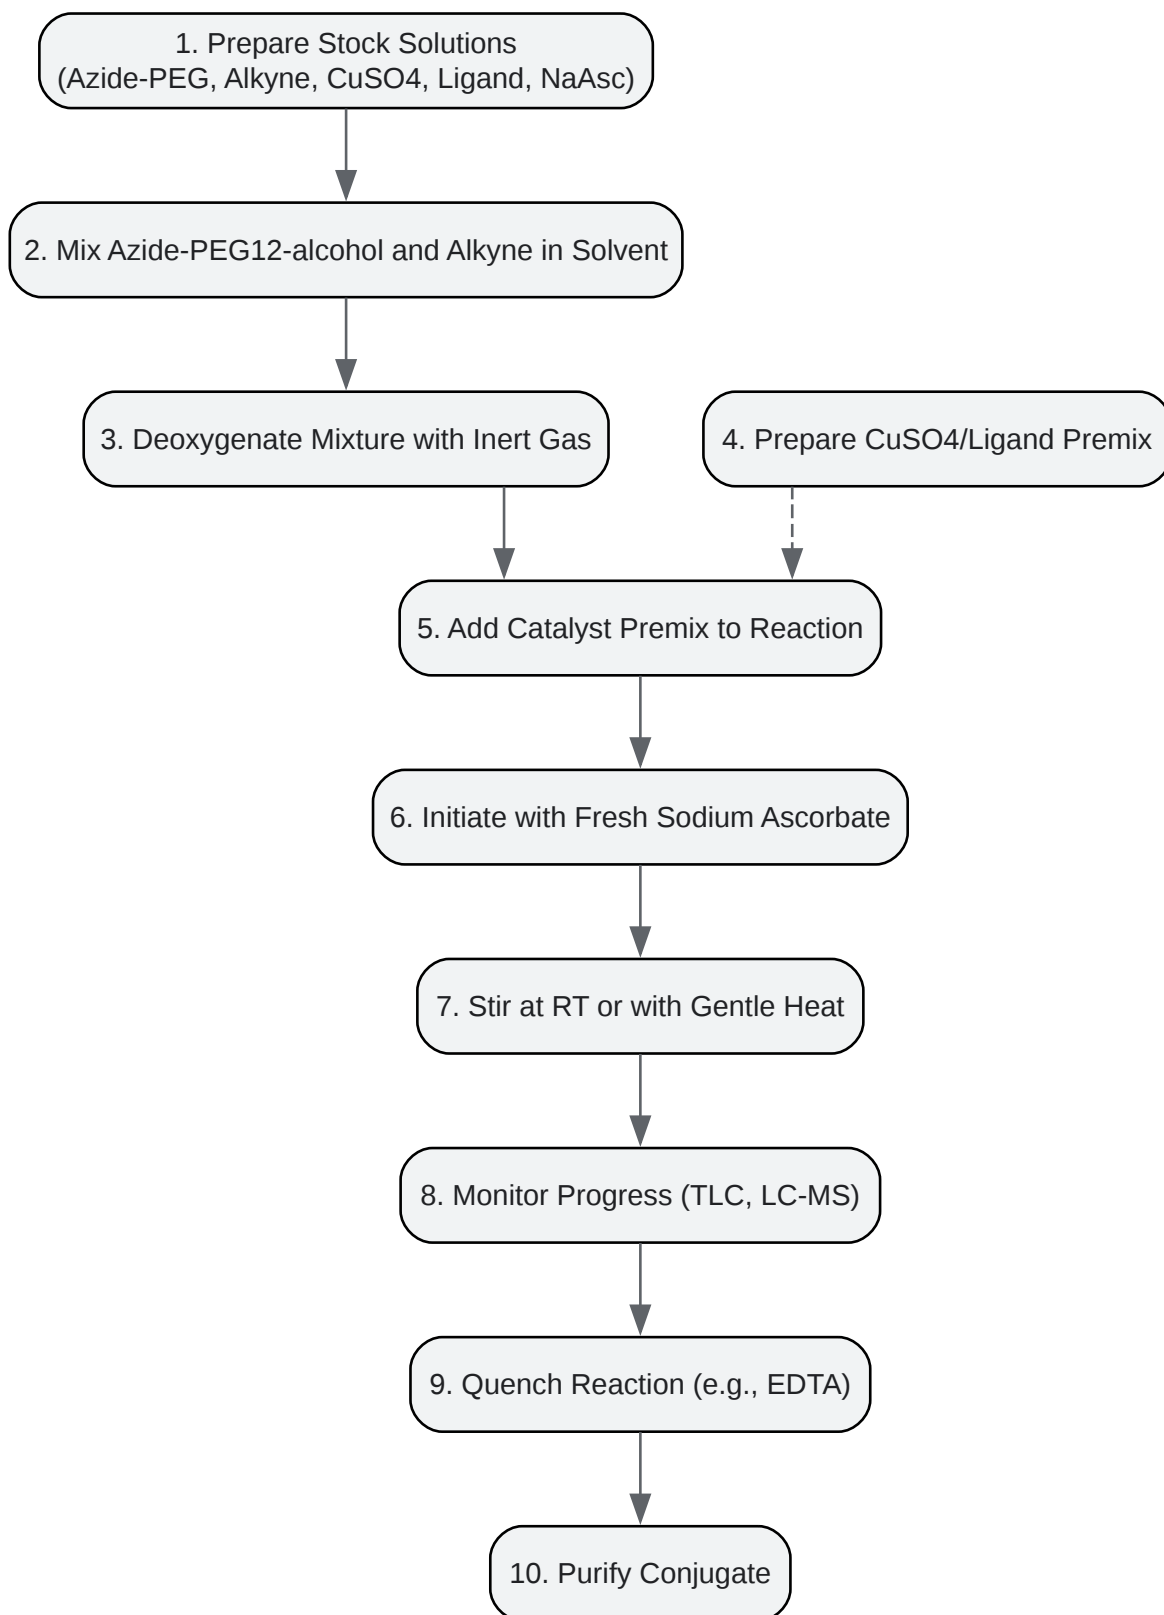 1. Prepare Stock Solutions
(Azide-PEG, Alkyne, CuSO4, Ligand, NaAsc)
2. Mix Azide-PEG12-alcohol and Alkyne in Solvent
3. Deoxygenate Mixture with Inert Gas
4. Prepare CuSO4/Ligand Premix
5. Add Catalyst Premix to Reaction
6. Initiate with Fresh Sodium Ascorbate
7. Stir at RT or with Gentle Heat
8. Monitor Progress (TLC, LC-MS)
9. Quench Reaction (e.g., EDTA)
10. Purify Conjugate